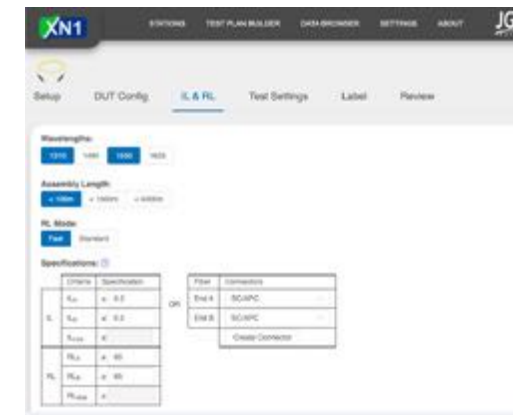 XN1 STATIONS TEST PLAN BUILDER DATA BROWSER SETTINGS ABOUT
Setup DUT Config IL & RL Test Settings Label Review
Wavelengths:
1310 1490 1550 1625
Assembly Length:
RL Mode:
Fast Standard
Specifications:
Criteria Specification Fiber Connectors
OR
IL
End A SC/APC
End B SC/APC
Create Connector
RL